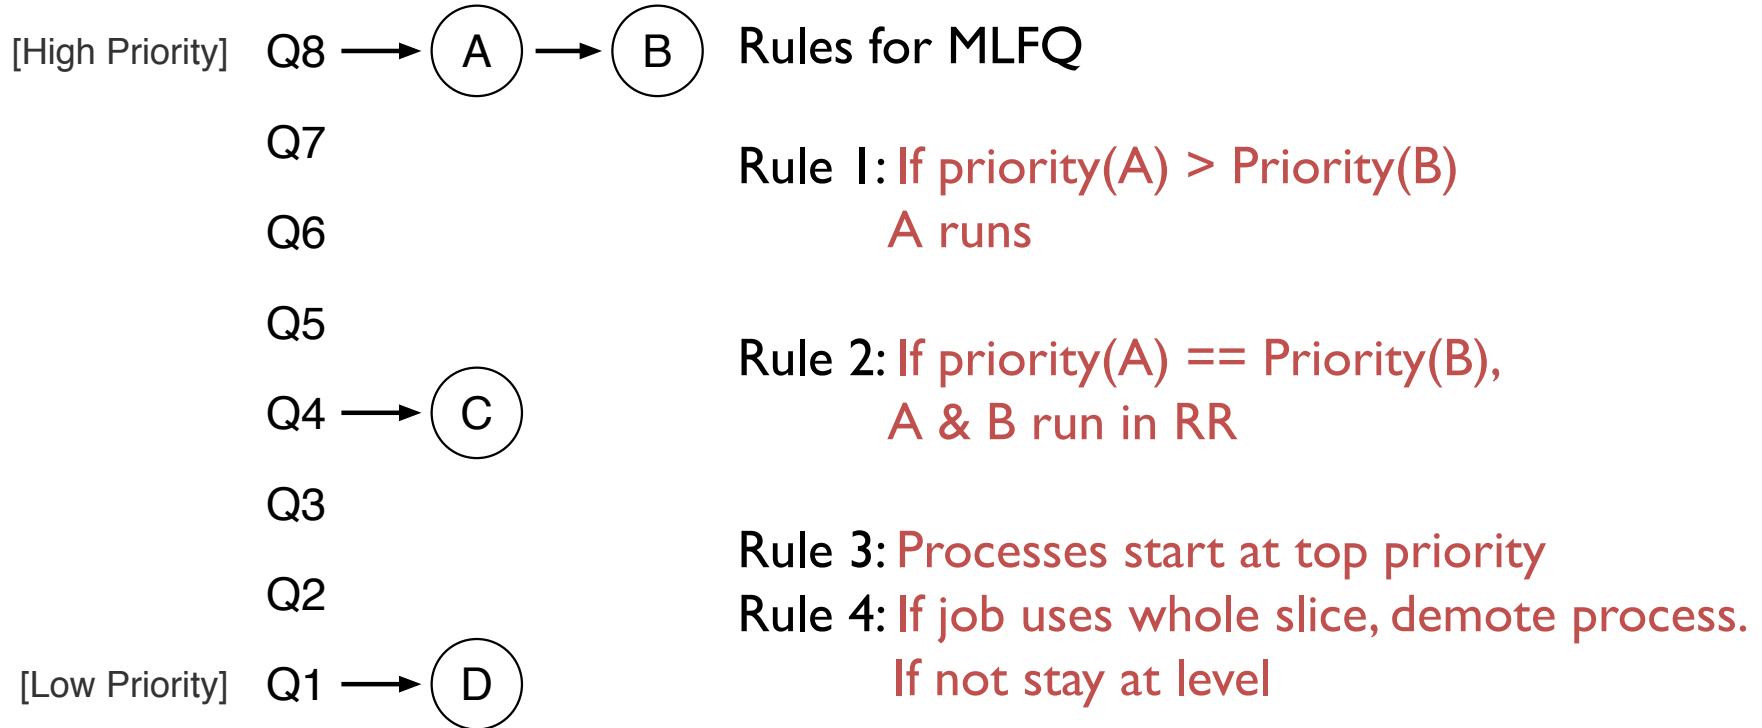 [High Priority] Q8 A B
Q7
Q6
Q5
Q4 C
Q3
Q2
[Low Priority] Q1 D
Rules for MLFQ
Rule 1: If priority(A) > Priority(B)
A runs
Rule 2: If priority(A) == Priority(B),
A & B run in RR
Rule 3: Processes start at top priority
Rule 4: If job uses whole slice, demote process.
If not stay at level